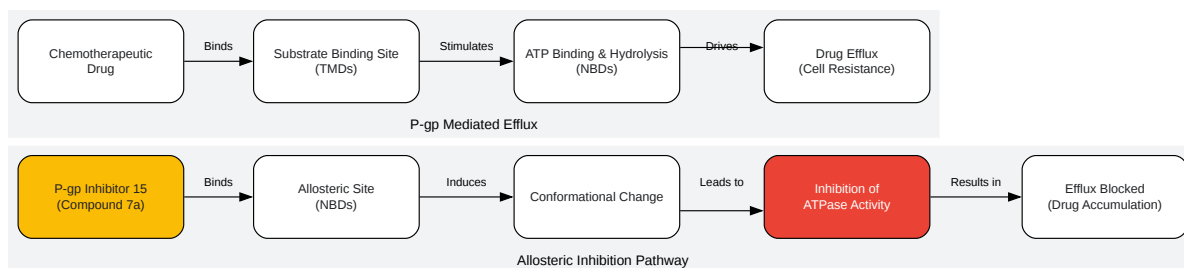 Chemotherapeutic
Drug
Binds
Substrate Binding Site
(TMDs)
Stimulates
ATP Binding & Hydrolysis
(NBDs)
Drives
Drug Efflux
(Cell Resistance)
P-gp Mediated Efflux
P-gp Inhibitor 15
(Compound 7a)
Binds
Allosteric Site
(NBDs)
Induces
Conformational Change
Leads to
Inhibition of
ATPase Activity
Results in
Efflux Blocked
(Drug Accumulation)
Allosteric Inhibition Pathway